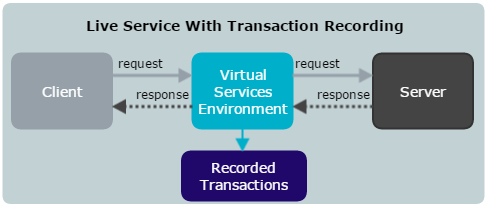 Live Service With Transaction Recording
request
request
Client
Virtual
Services
Environment
Server
response
response
Recorded
Transactions